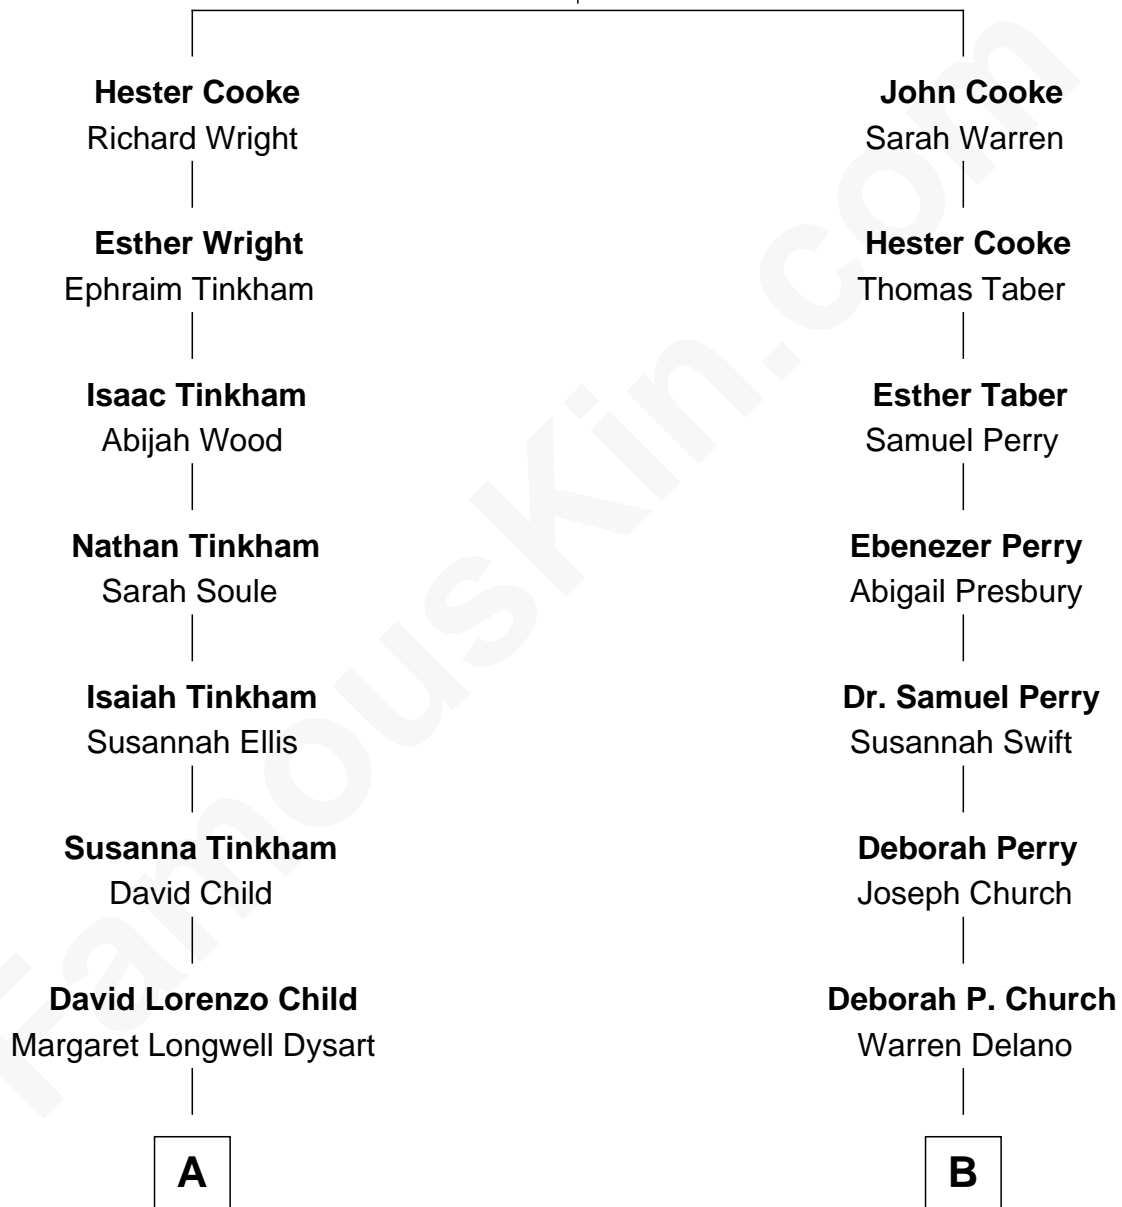 Hester Cooke
Richard Wright
Esther Wright
Ephraim Tinkham
Isaac Tinkham
Abijah Wood
Nathan Tinkham
Sarah Soule
Isaiah Tinkham
Susannah Ellis
Susanna Tinkham
David Child
David Lorenzo Child
Margaret Longwell Dysart
A
John Cooke
Sarah Warren
Hester Cooke
Thomas Taber
Esther Taber
Samuel Perry
Ebenezer Perry
Abigail Presbury
Dr. Samuel Perry
Susannah Swift
Deborah Perry
Joseph Church
Deborah P. Church
Warren Delano
B
FamousKin.com